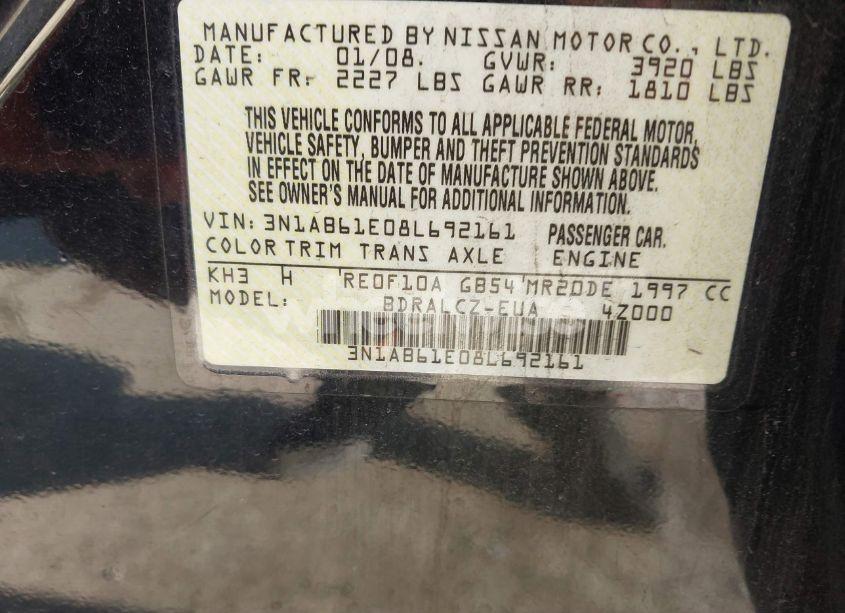 MANUFACTURED BY NISSAN MOTOR CO., LTD.
DATE: 01/08. GVWR: 3920 LBS
GAWR FR: 2227 LBS GAWR RR: 1810 LBS
THIS VEHICLE CONFORMS TO ALL APPLICABLE FEDERAL MOTOR,
VEHICLE SAFETY, BUMPER AND THEFT PREVENTION STANDARDS
IN EFFECT ON THE DATE OF MANUFACTURE SHOWN ABOVE.
SEE OWNER'S MANUAL FOR ADDITIONAL INFORMATION.
VIN: 3N1AB61E08L692161 PASSENGER CAR.
COLOR TRIM TRANS AXLE ENGINE
KH3 H RE0F10A GB54 MR20DE 1997 CC
MODEL: BDRALCZ-EUA 4Z000
3N1AB61E08L692161